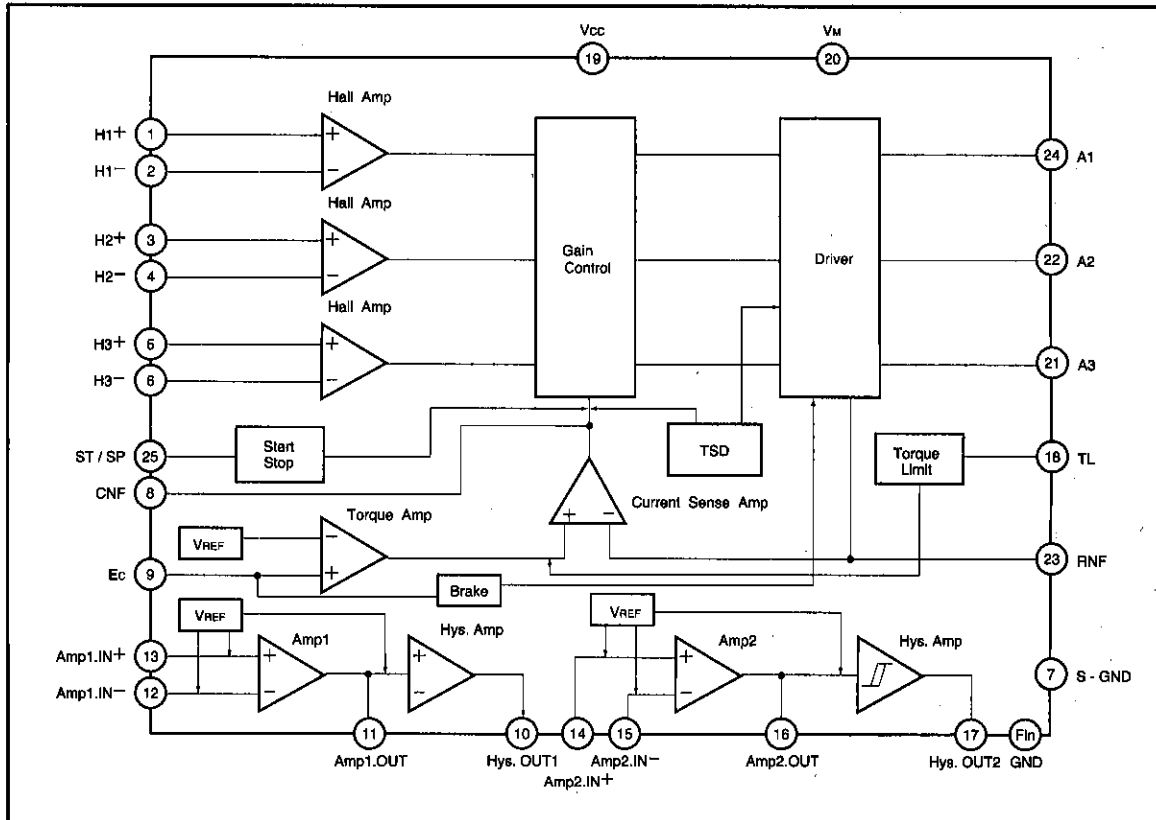 Vcc
19
VM
20
Hall Amp
H1+ 1 +
H1− 2 −
24 A1
Hall Amp
H2+ 3 +
H2− 4 −
Gain
Control
Driver
22 A2
Hall Amp
H3+ 5 +
H3− 6 −
21 A3
ST / SP 25
Start
Stop
TSD
Torque
Limit
18 TL
CNF 8
Current Sense Amp
+ −
Torque Amp
VREF − +
EC 9
Brake
23 RNF
VREF
Amp1
Hys. Amp
VREF
Amp2
Hys. Amp
Amp1.IN+ 13 + + +
Amp1.IN− 12 − − −
7 S - GND
11 10 14 15 16 17 Fin
Amp1.OUT Hys. OUT1 Amp2.IN− Amp2.OUT Hys. OUT2 GND
Amp2.IN+